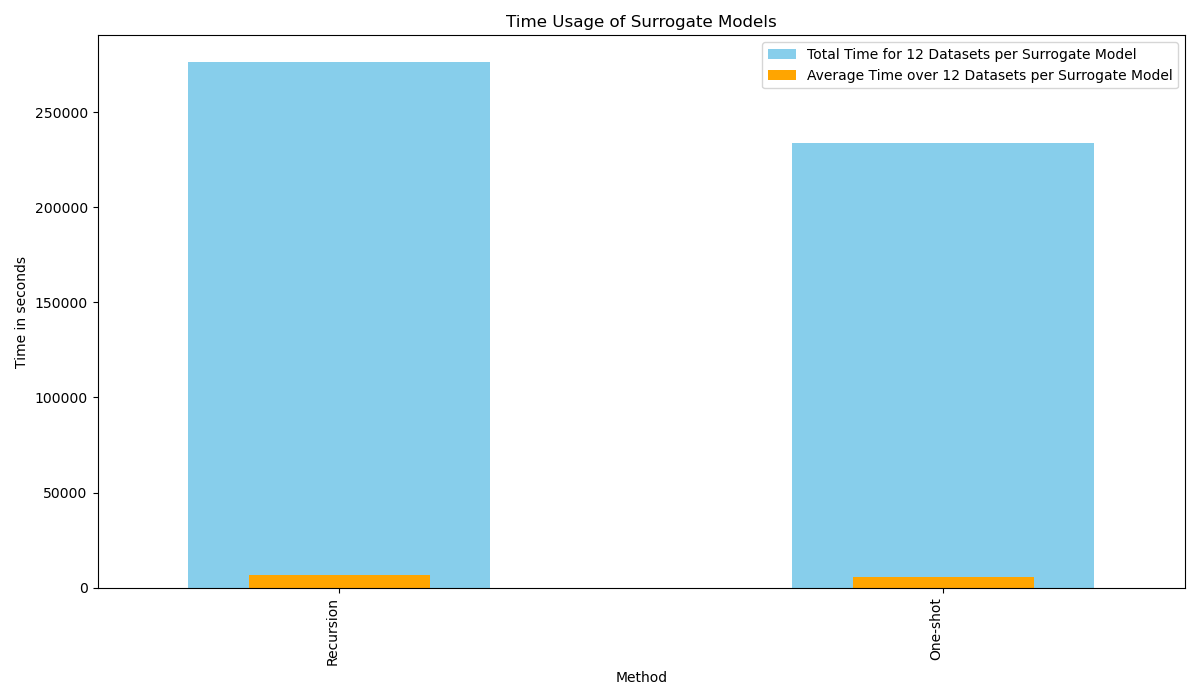 Time Usage of Surrogate Models
Total Time for 12 Datasets per Surrogate Model
Average Time over 12 Datasets per Surrogate Model
Time in seconds
250000
200000
150000
100000
50000
0
Recursion
One-shot
Method